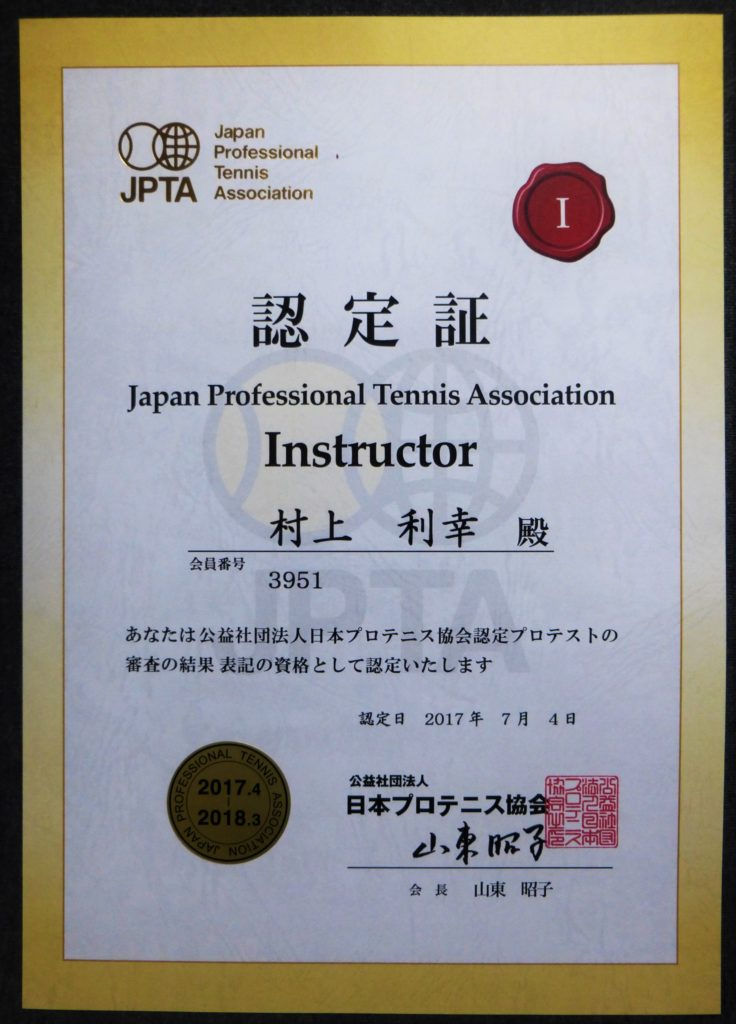 JPTA
Japan
Professional
Tennis
Association
I
認定証
Japan Professional Tennis Association
Instructor
村上 利幸 殿
会員番号 3951
あなたは公益社団法人日本プロテニス協会認定プロテストの
審査の結果 表記の資格として認定いたします
認定日 2017年 7月 4日
JAPAN PROFESSIONAL TENNIS ASSOCIATION
2017.4
2018.3
公益社団法人
日本プロテニス協会
山東昭子
会長 山東 昭子
JPTA